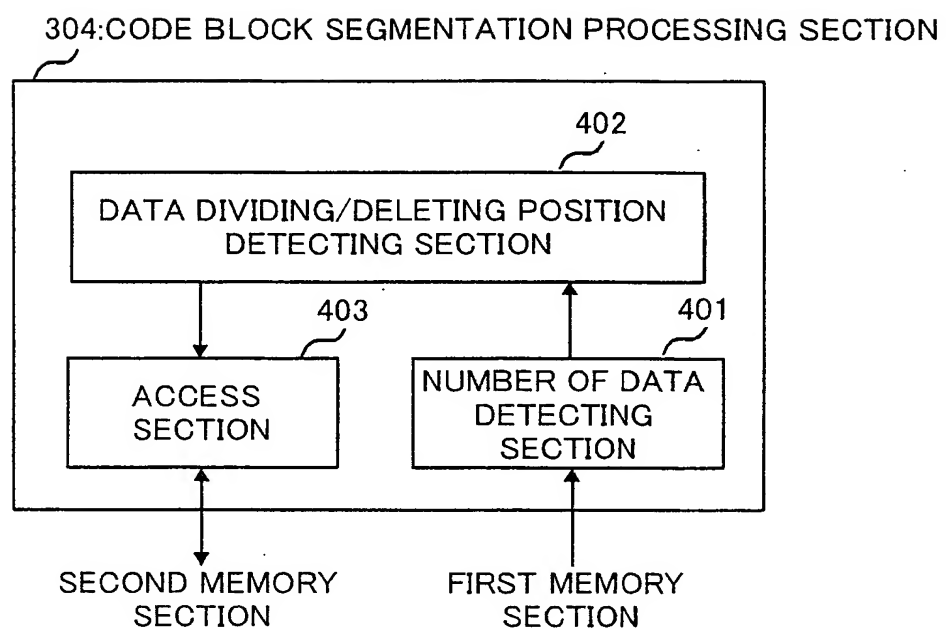 304:CODE BLOCK SEGMENTATION PROCESSING SECTION
402
DATA DIVIDING/DELETING POSITION
DETECTING SECTION
403
ACCESS
SECTION
401
NUMBER OF DATA
DETECTING
SECTION
SECOND MEMORY
SECTION
FIRST MEMORY
SECTION